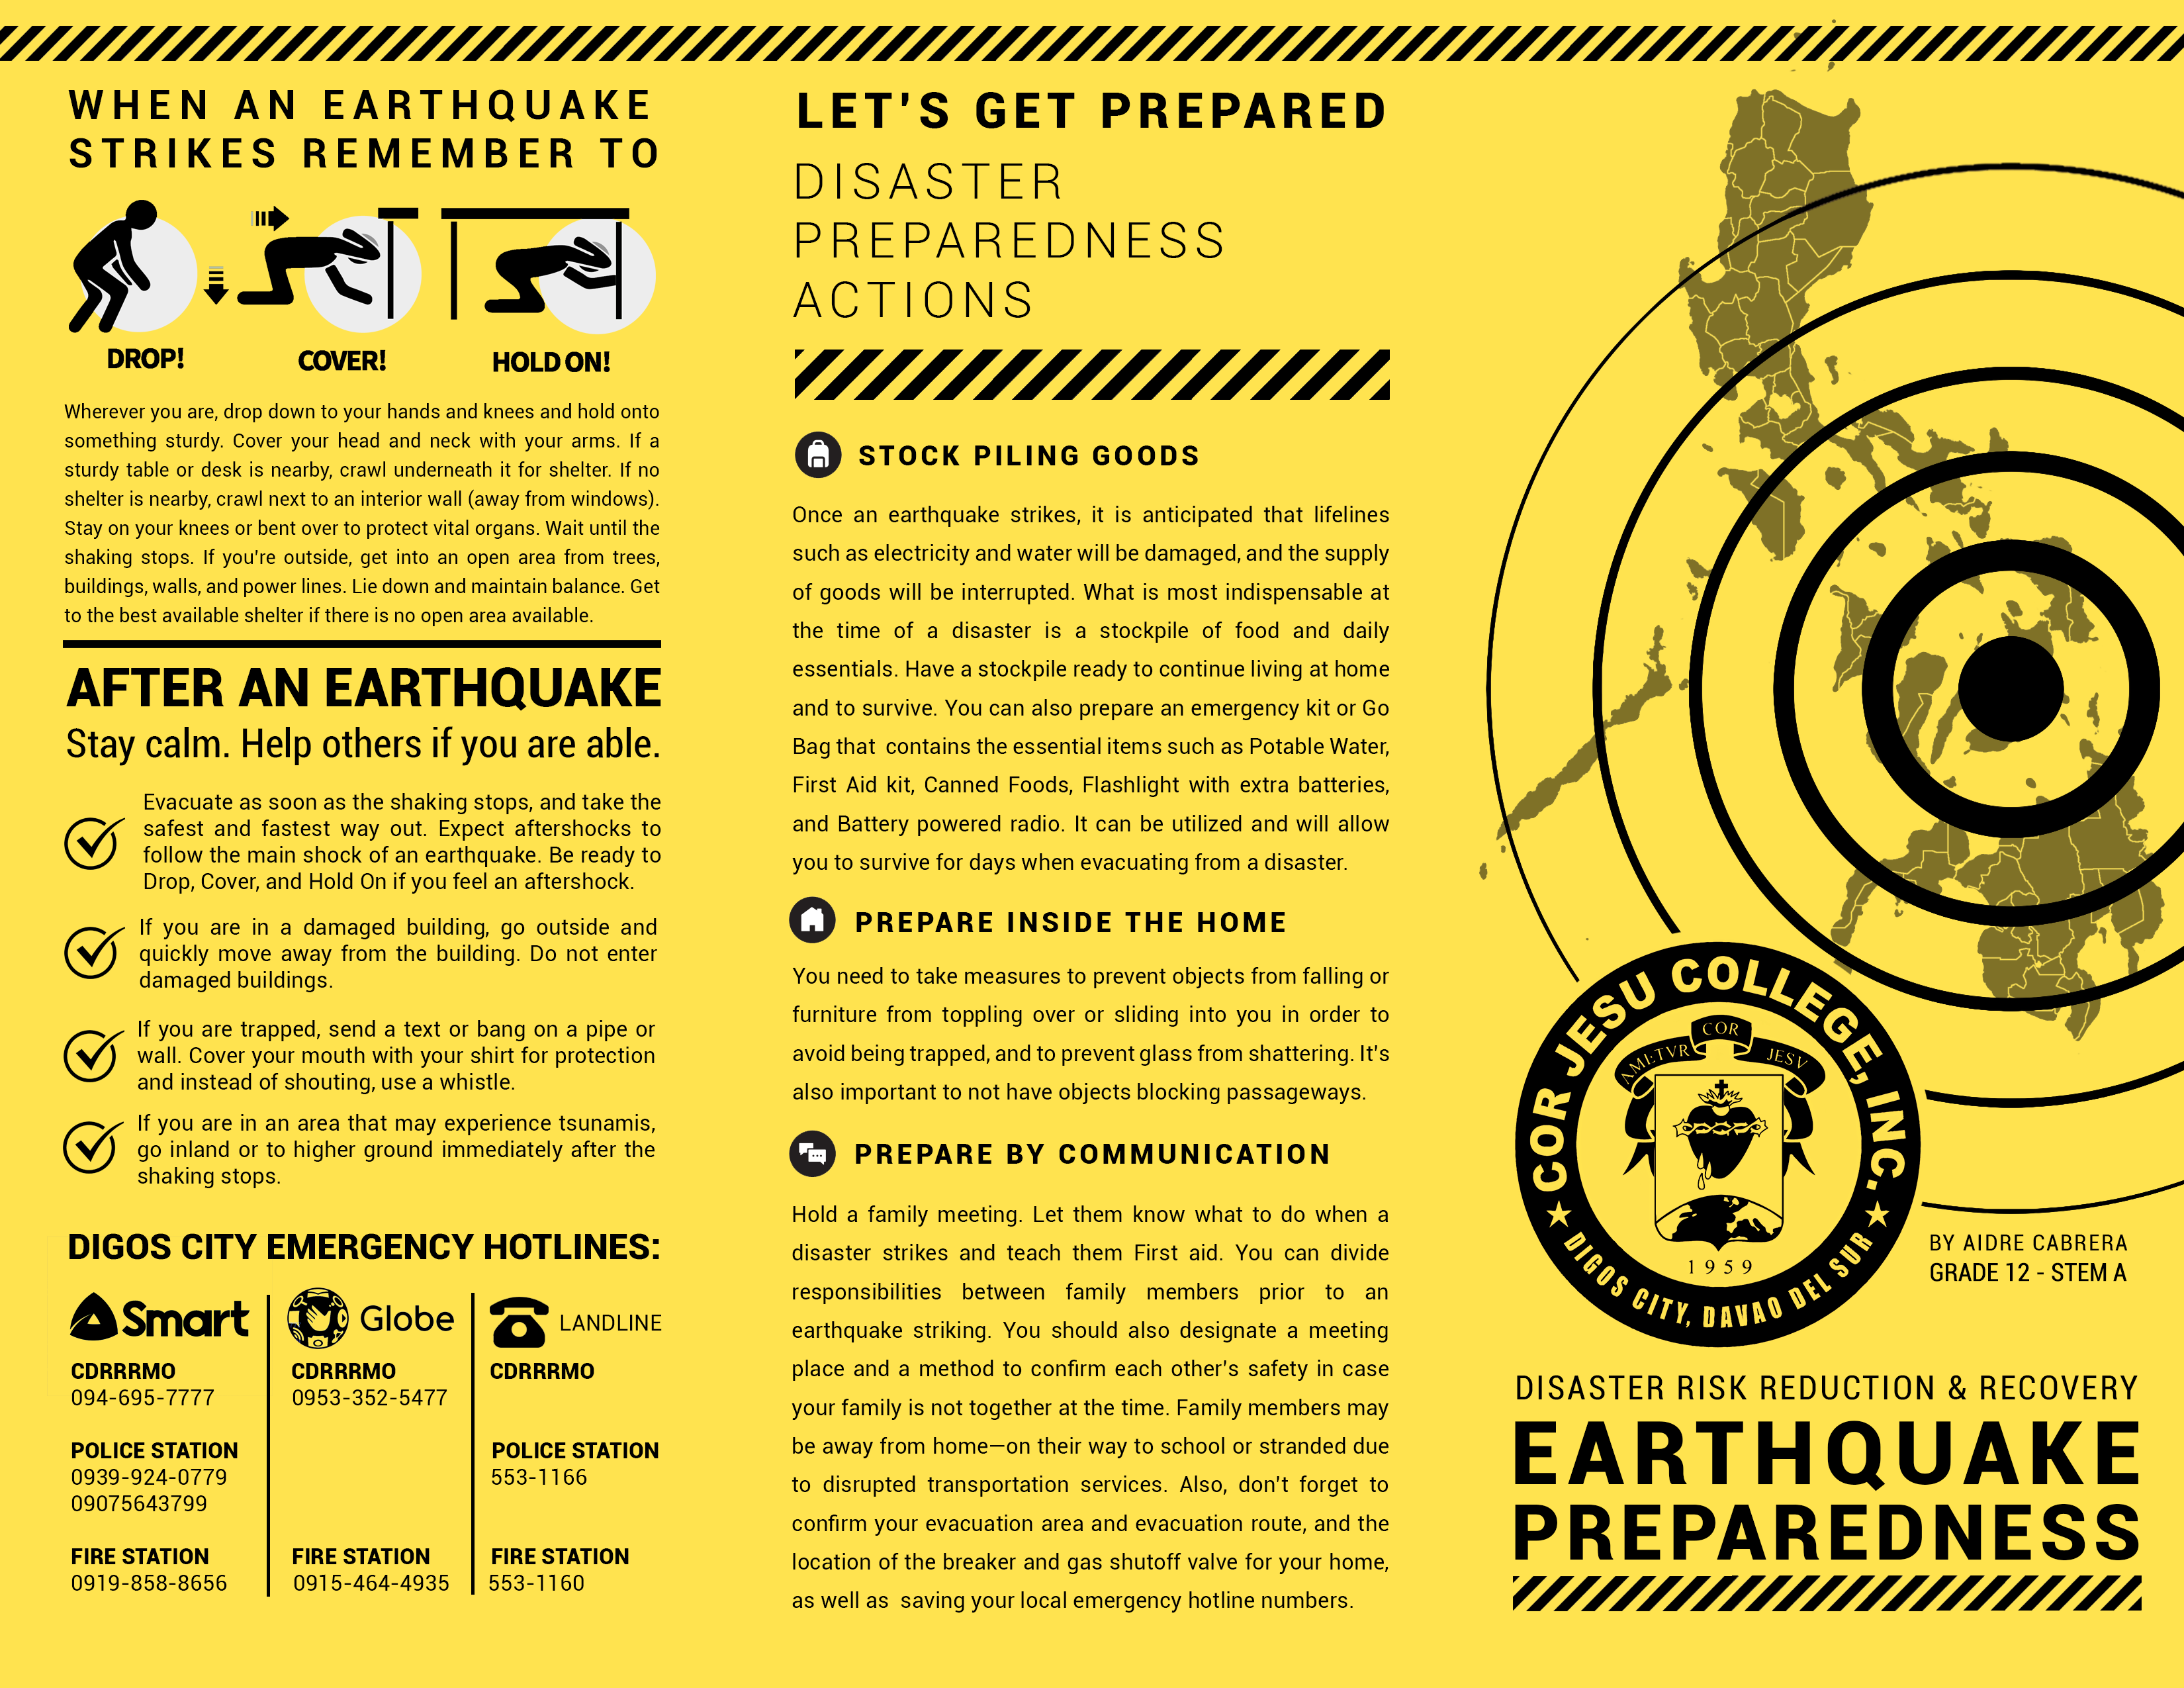 WHEN AN EARTHQUAKE
STRIKES REMEMBER TO
DROP!
COVER!
HOLD ON!
Wherever you are, drop down to your hands and knees and hold onto
something sturdy. Cover your head and neck with your arms. If a
sturdy table or desk is nearby, crawl underneath it for shelter. If no
shelter is nearby, crawl next to an interior wall (away from windows).
Stay on your knees or bent over to protect vital organs. Wait until the
shaking stops. If you're outside, get into an open area from trees,
buildings, walls, and power lines. Lie down and maintain balance. Get
to the best available shelter if there is no open area available.
AFTER AN EARTHQUAKE
Stay calm. Help others if you are able.
Evacuate as soon as the shaking stops, and take the
safest and fastest way out. Expect aftershocks to
follow the main shock of an earthquake. Be ready to
Drop, Cover, and Hold On if you feel an aftershock.
If you are in a damaged building, go outside and
quickly move away from the building. Do not enter
damaged buildings.
If you are trapped, send a text or bang on a pipe or
wall. Cover your mouth with your shirt for protection
and instead of shouting, use a whistle.
If you are in an area that may experience tsunamis,
go inland or to higher ground immediately after the
shaking stops.
DIGOS CITY EMERGENCY HOTLINES:
Smart
CDRRRMO
094-695-7777
POLICE STATION
0939-924-0779
09075643799
FIRE STATION
0919-858-8656
Globe
CDRRRMO
0953-352-5477
FIRE STATION
0915-464-4935
LANDLINE
CDRRRMO
POLICE STATION
553-1166
FIRE STATION
553-1160
LET'S GET PREPARED
DISASTER
PREPAREDNESS
ACTIONS
STOCK PILING GOODS
Once an earthquake strikes, it is anticipated that lifelines
such as electricity and water will be damaged, and the supply
of goods will be interrupted. What is most indispensable at
the time of a disaster is a stockpile of food and daily
essentials. Have a stockpile ready to continue living at home
and to survive. You can also prepare an emergency kit or Go
Bag that contains the essential items such as Potable Water,
First Aid kit, Canned Foods, Flashlight with extra batteries,
and Battery powered radio. It can be utilized and will allow
you to survive for days when evacuating from a disaster.
PREPARE INSIDE THE HOME
You need to take measures to prevent objects from falling or
furniture from toppling over or sliding into you in order to
avoid being trapped, and to prevent glass from shattering. It's
also important to not have objects blocking passageways.
PREPARE BY COMMUNICATION
Hold a family meeting. Let them know what to do when a
disaster strikes and teach them First aid. You can divide
responsibilities between family members prior to an
earthquake striking. You should also designate a meeting
place and a method to confirm each other's safety in case
your family is not together at the time. Family members may
be away from home—on their way to school or stranded due
to disrupted transportation services. Also, don't forget to
confirm your evacuation area and evacuation route, and the
location of the breaker and gas shutoff valve for your home,
as well as saving your local emergency hotline numbers.
COR JESU COLLEGE, INC.
AMETVR COR JESV
1959
DIGOS CITY, DAVAO DEL SUR
BY AIDRE CABRERA
GRADE 12 - STEM A
DISASTER RISK REDUCTION & RECOVERY
EARTHQUAKE
PREPAREDNESS